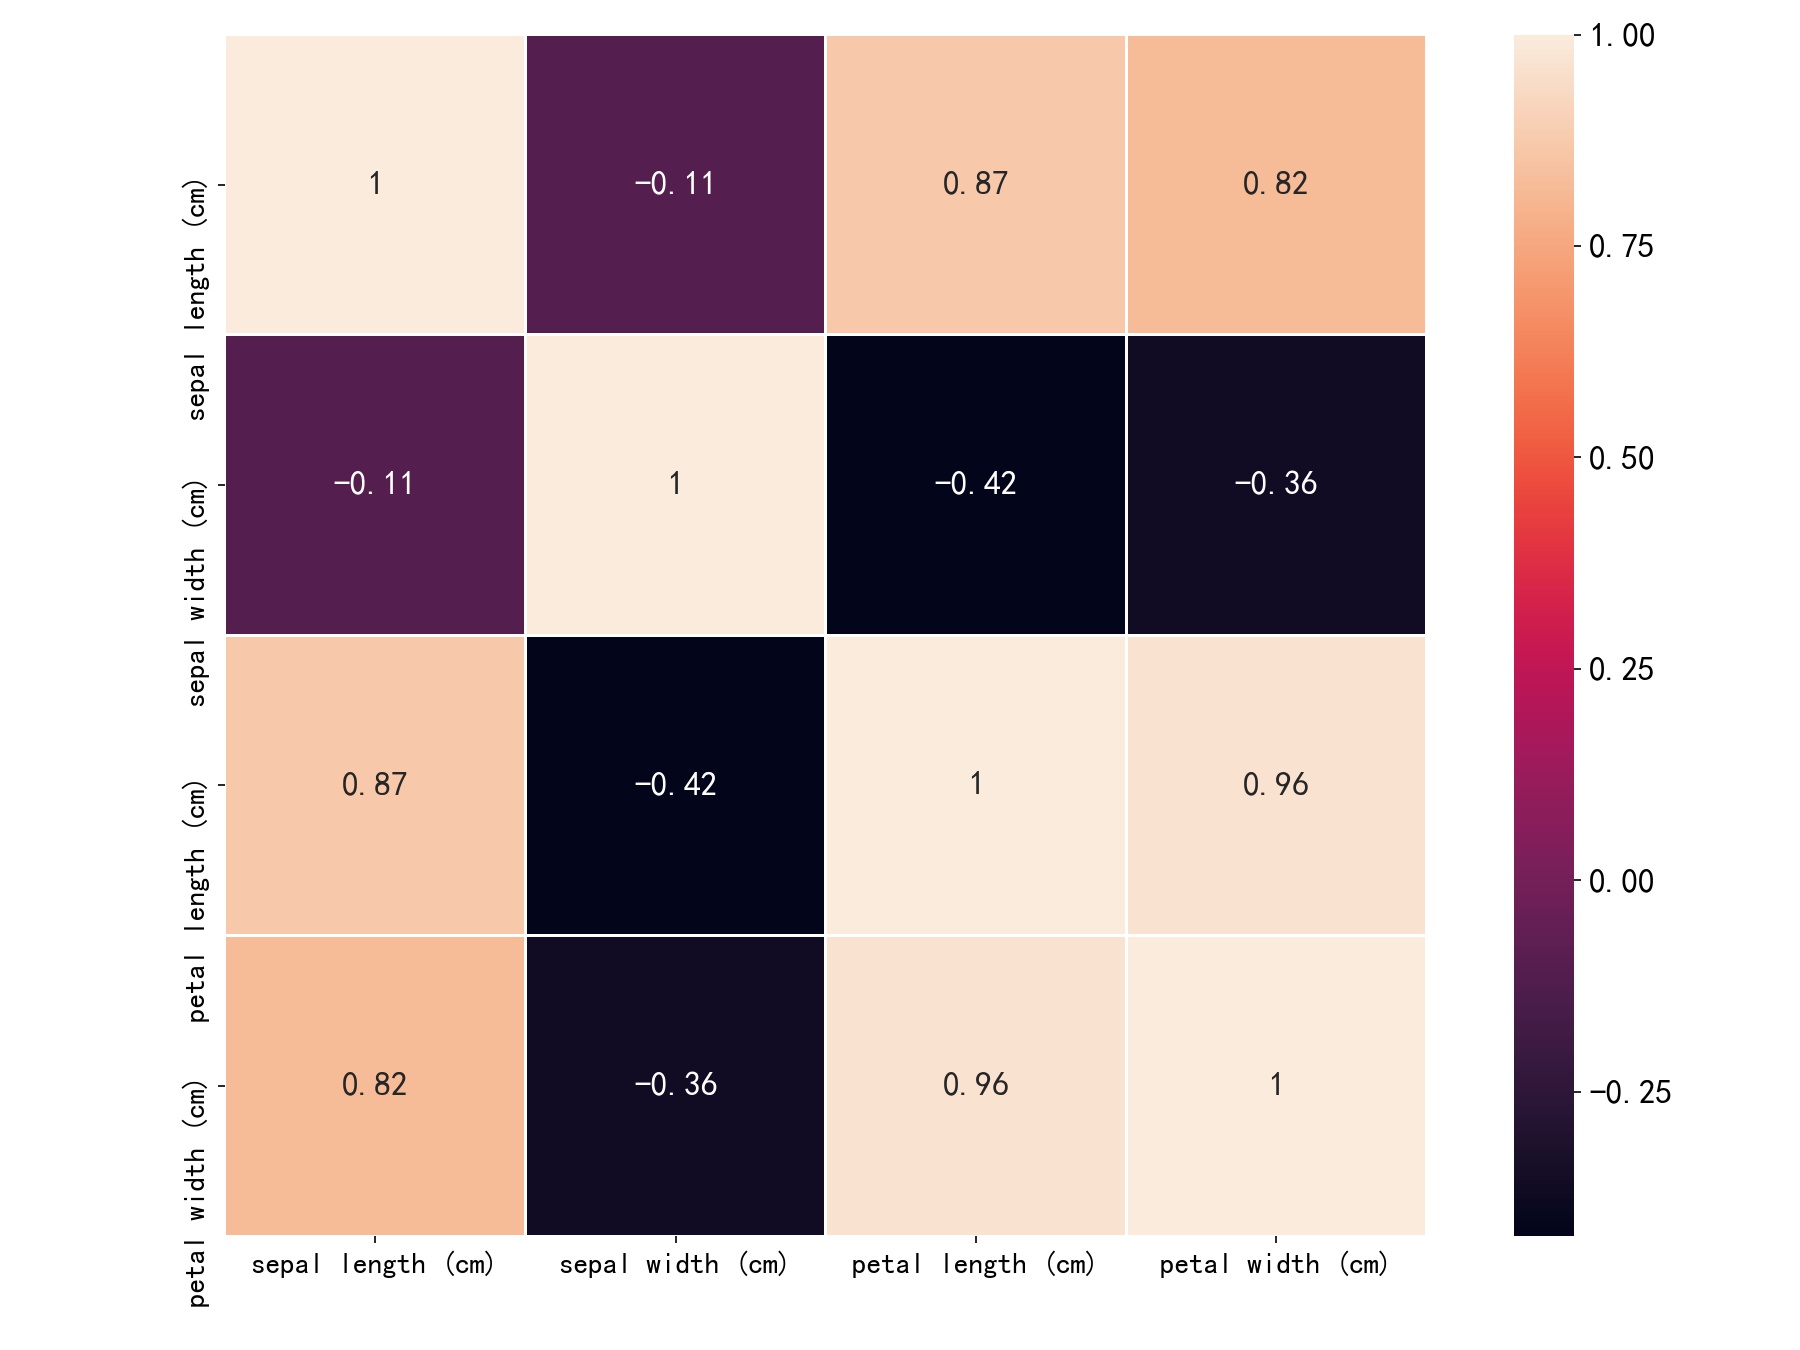 sepal length (cm)
1
−0.11
0.87
0.82
sepal width (cm)
−0.11
1
−0.42
−0.36
petal length (cm)
0.87
−0.42
1
0.96
petal width (cm)
0.82
−0.36
0.96
1
sepal length (cm)
sepal width (cm)
petal length (cm)
petal width (cm)
1.00
0.75
0.50
0.25
0.00
−0.25